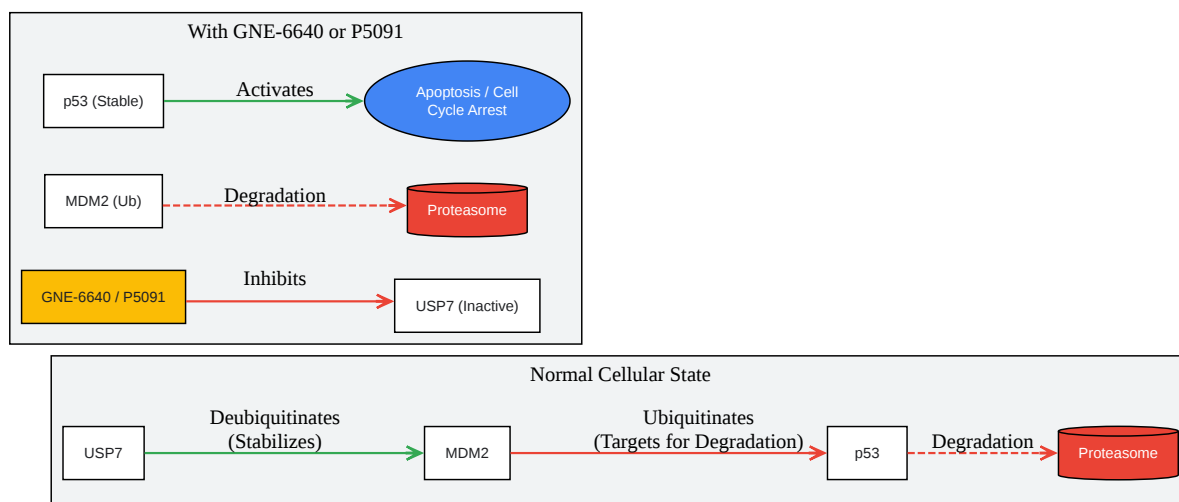 With GNE-6640 or P5091
p53 (Stable)
Activates
Apoptosis / Cell
Cycle Arrest
MDM2 (Ub)
Degradation
Proteasome
GNE-6640 / P5091
Inhibits
USP7 (Inactive)
Normal Cellular State
USP7
Deubiquitinates
(Stabilizes)
MDM2
Ubiquitinates
(Targets for Degradation)
p53
Degradation
Proteasome